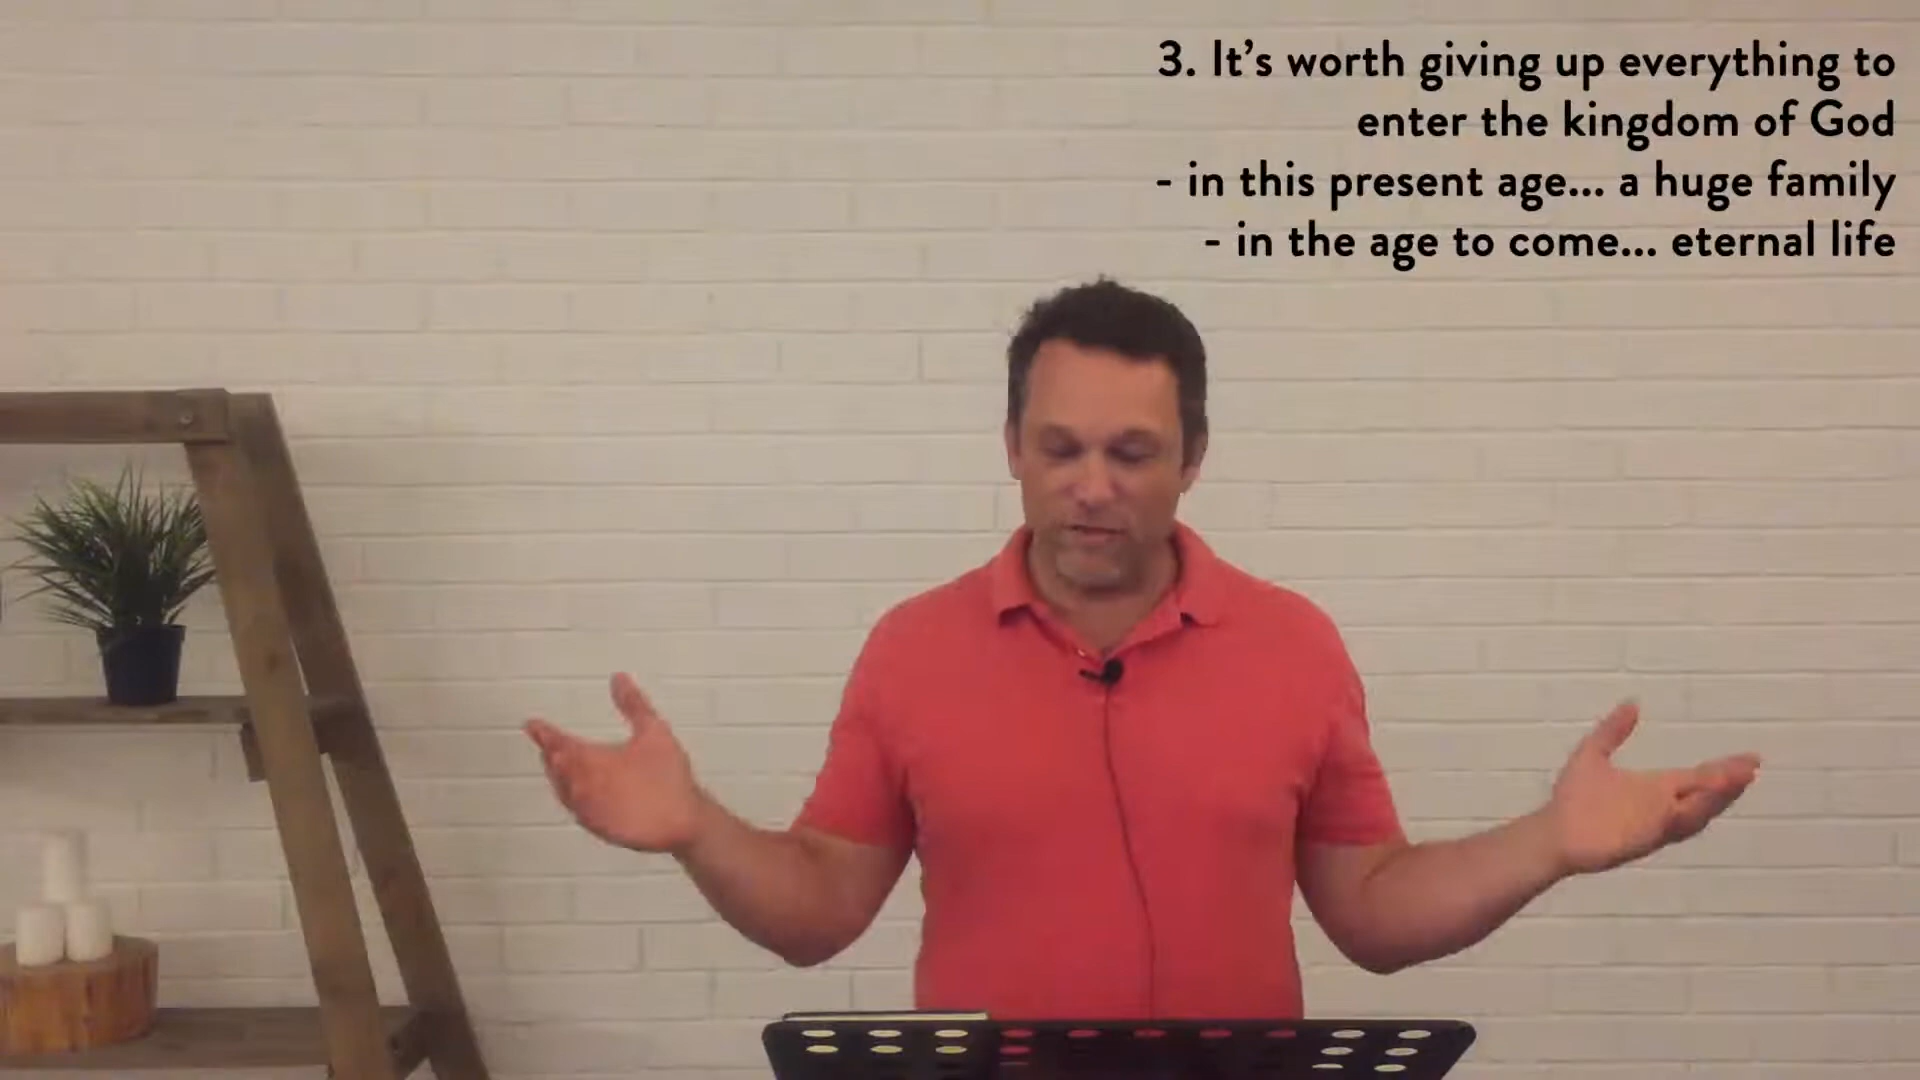 3. It's worth giving up everything to
enter the kingdom of God
- in this present age... a huge family
- in the age to come... eternal life